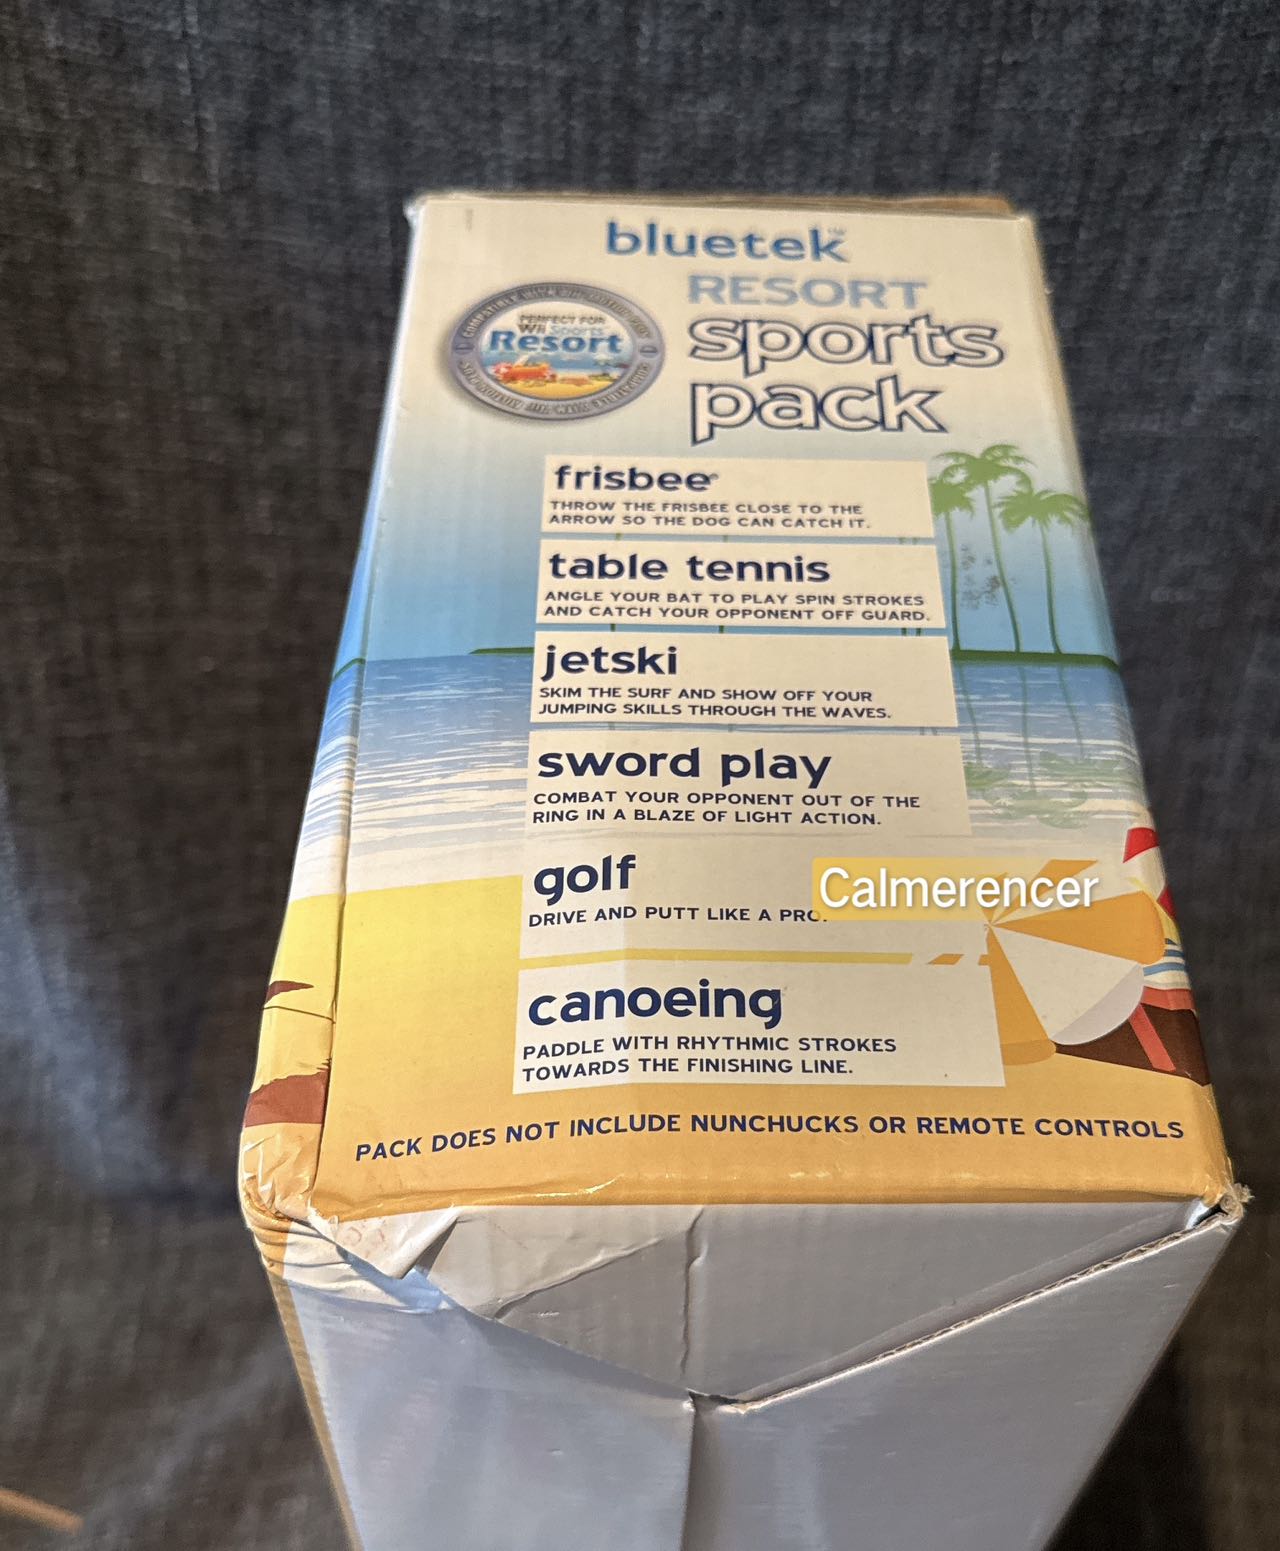 bluetek™
RESORT
sports
pack
PERFECT FOR
Wii Sports
Resort
frisbee®
THROW THE FRISBEE CLOSE TO THE
ARROW SO THE DOG CAN CATCH IT.
table tennis
ANGLE YOUR BAT TO PLAY SPIN STROKES
AND CATCH YOUR OPPONENT OFF GUARD.
jetski
SKIM THE SURF AND SHOW OFF YOUR
JUMPING SKILLS THROUGH THE WAVES.
sword play
COMBAT YOUR OPPONENT OUT OF THE
RING IN A BLAZE OF LIGHT ACTION.
golf
DRIVE AND PUTT LIKE A PRO.
Calmerencer
canoeing
PADDLE WITH RHYTHMIC STROKES
TOWARDS THE FINISHING LINE.
PACK DOES NOT INCLUDE NUNCHUCKS OR REMOTE CONTROLS